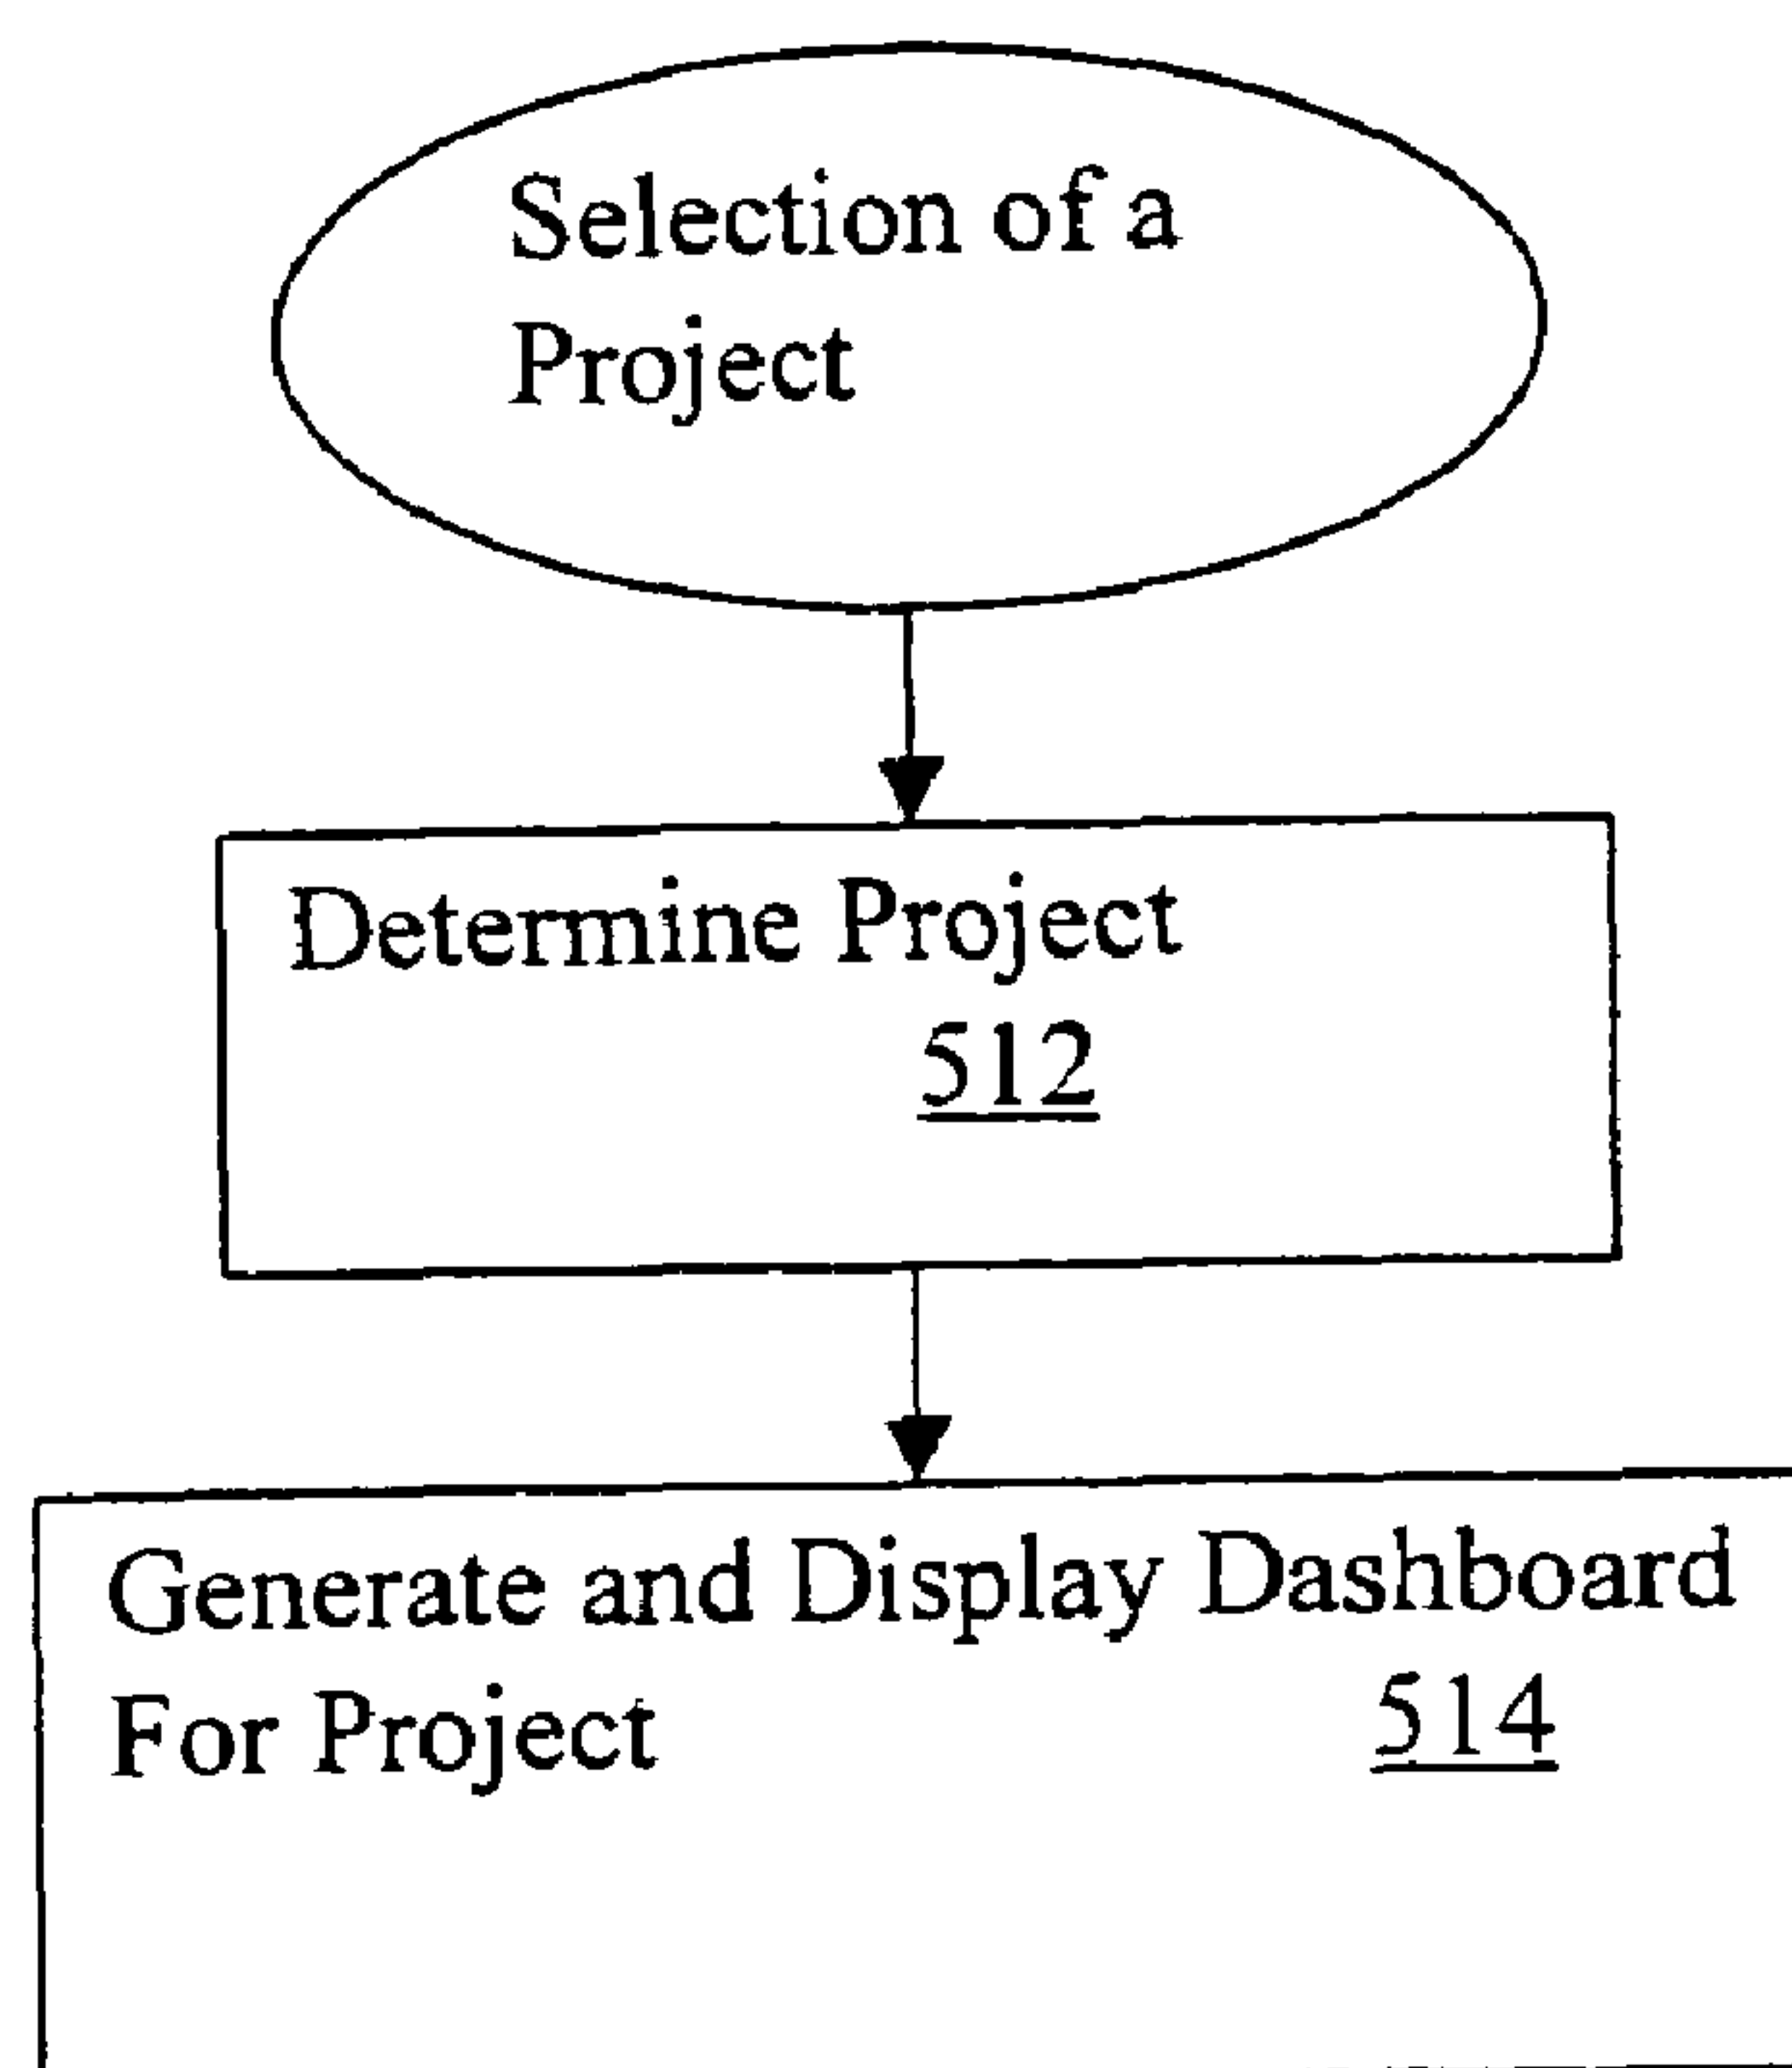 Selection of a
Project
Determine Project
512
Generate and Display Dashboard
For Project 514